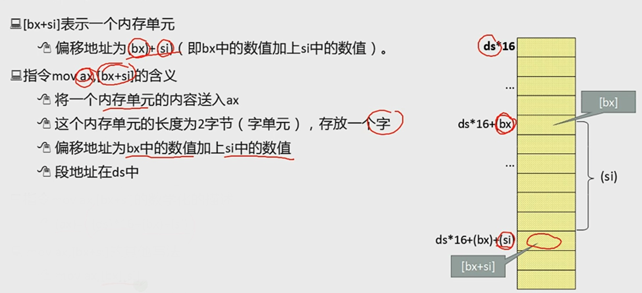 [bx+si]表示一个内存单元
偏移地址为(bx)+(si)(即bx中的数值加上si中的数值)。
指令mov ax,[bx+si]的含义
将一个内存单元的内容送入ax
这个内存单元的长度为2字节(字单元),存放一个字
偏移地址为bx中的数值加上si中的数值
段地址在ds中
ds*16
...
[bx]
ds*16+(bx)
...
(si)
ds*16+(bx)+(si)
[bx+si]